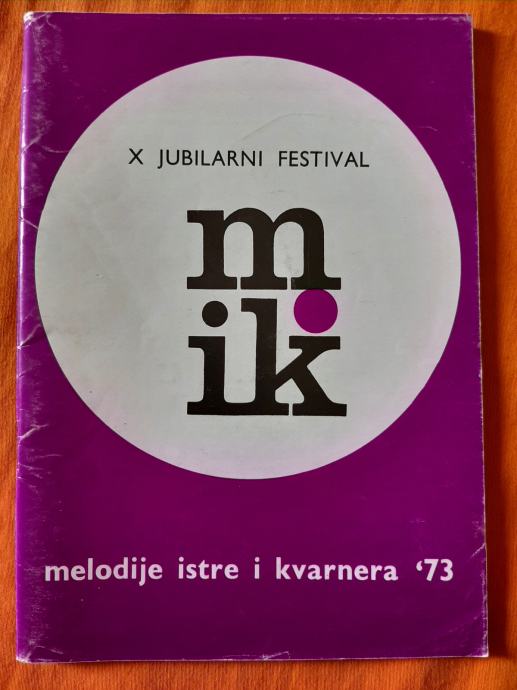 X JUBILARNI FESTIVAL
m
ik
melodije istre i kvarnera ‘73